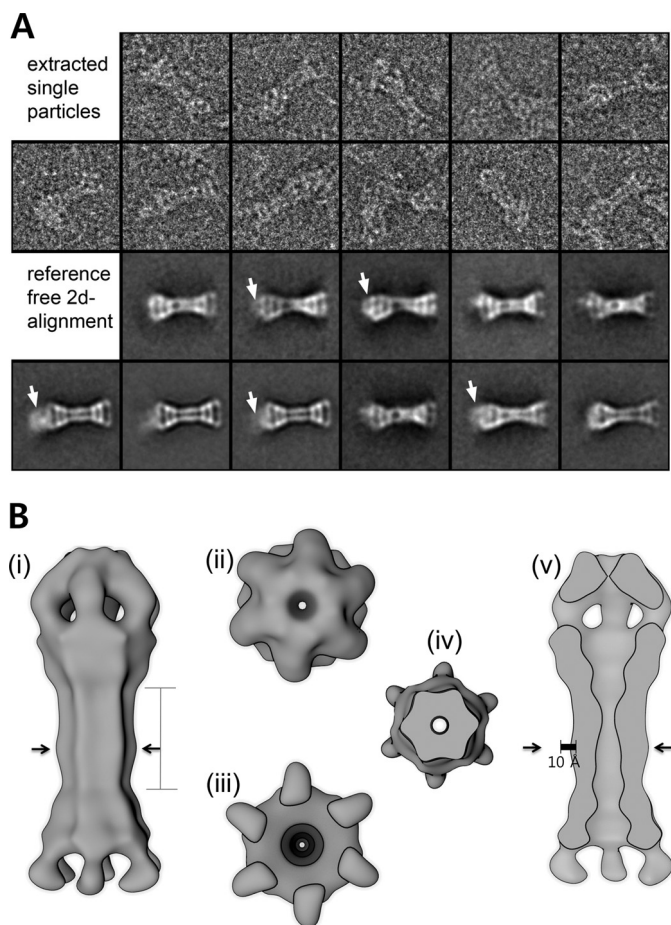 A
extracted
single
particles
reference
free 2d-
alignment
B
(i)
(ii)
(v)
(iv)
10 Å
(iii)